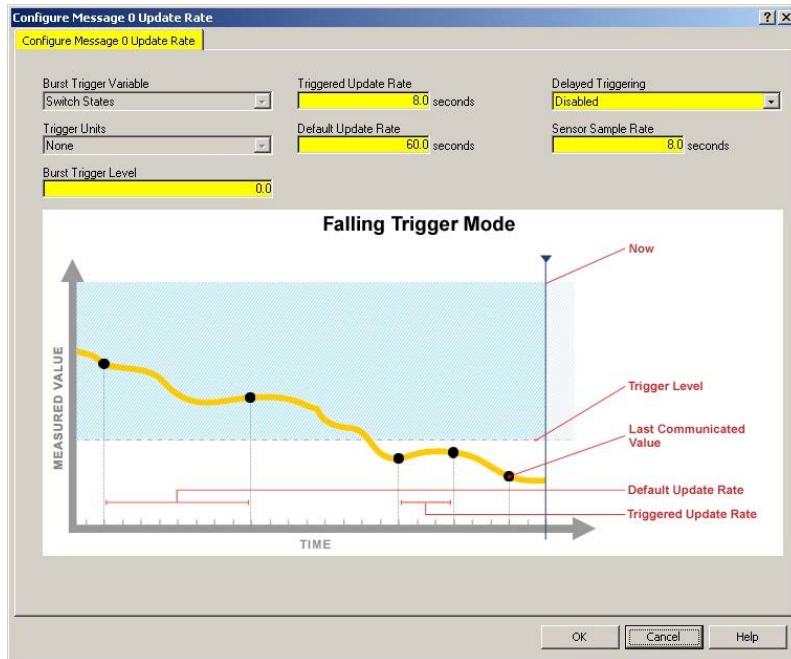 Configure Message 0 Update Rate
Configure Message 0 Update Rate
Burst Trigger Variable
Switch States
Triggered Update Rate
8.0 seconds
Delayed Triggering
Disabled
Trigger Units
None
Default Update Rate
60.0 seconds
Sensor Sample Rate
8.0 seconds
Burst Trigger Level
0.0
Falling Trigger Mode
Now
MEASURED VALUE
Trigger Level
Last Communicated
Value
Default Update Rate
Triggered Update Rate
TIME
OK
Cancel
Help